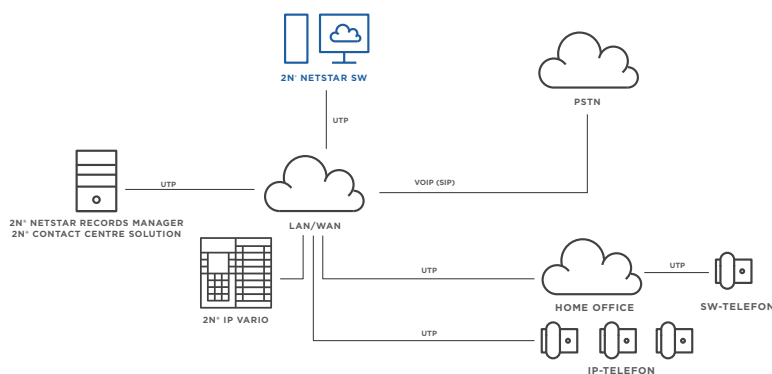 2N® NETSTAR SW
PSTN
UTP
UTP
VOIP (SIP)
2N® NETSTAR RECORDS MANAGER
2N® CONTACT CENTRE SOLUTION
LAN/WAN
UTP
UTP
HOME OFFICE
SW-TELEFON
2N® IP VARIO
UTP
IP-TELEFON